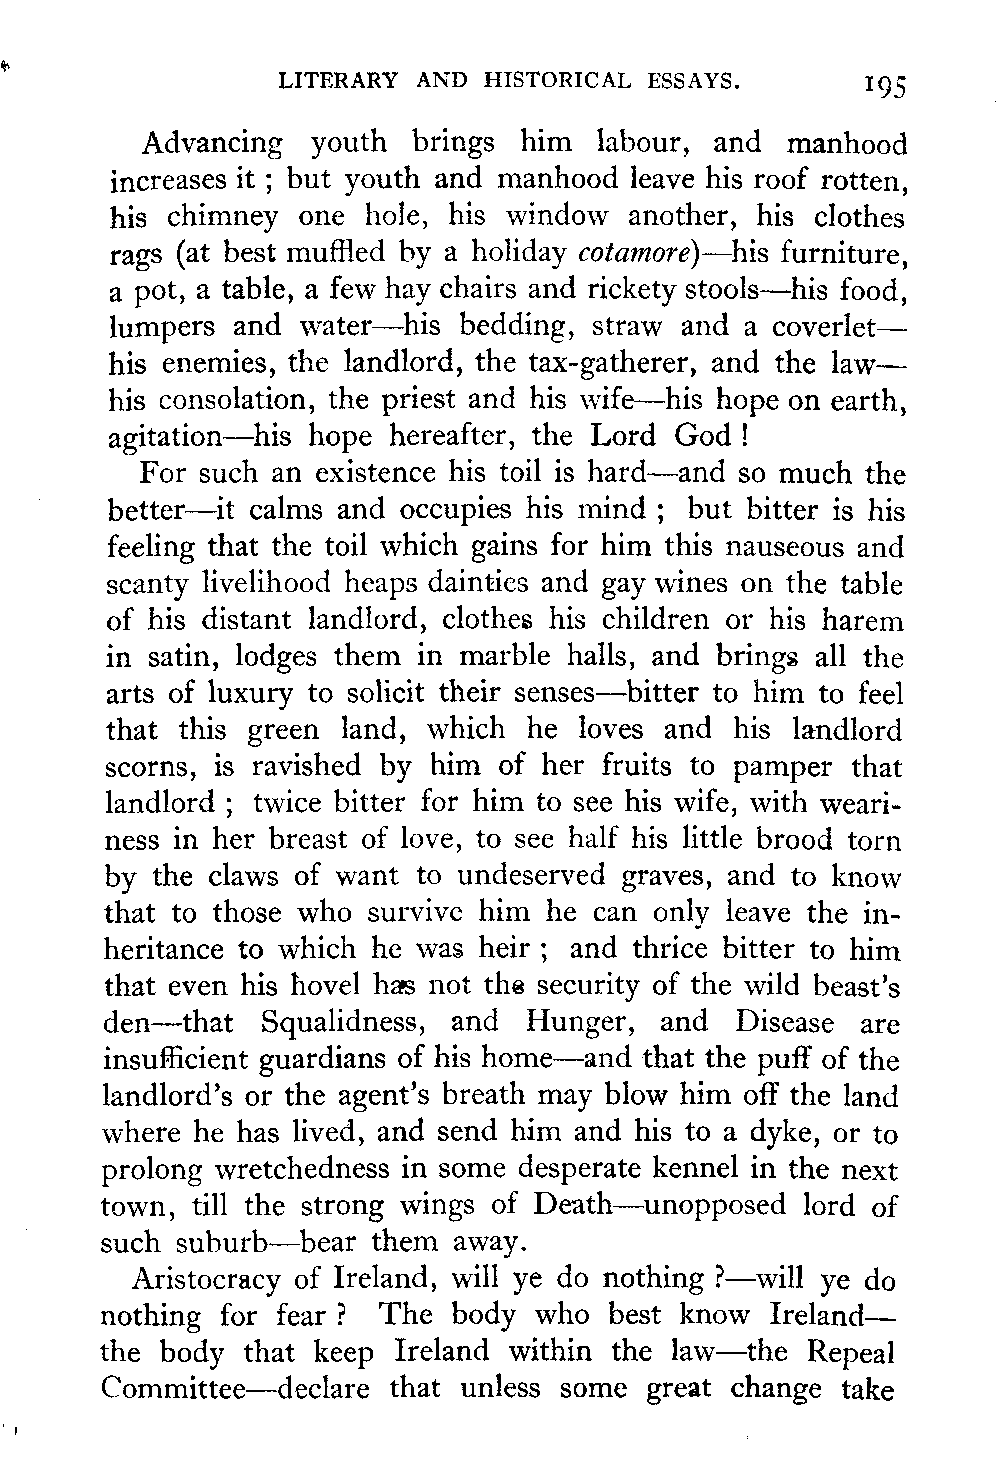 LITERARY AND HISTORICAL ESSAYS. 195
Advancing youth brings him labour, and manhood
increases it ; but youth and manhood leave his roof rotten,
his chimney one hole, his window another, his clothes
rags (at best muffled by a holiday cotamore)—his furniture,
a pot, a table, a few hay chairs and rickety stools—his food,
lumpers and water—his bedding, straw and a coverlet—
his enemies, the landlord, the tax-gatherer, and the law—
his consolation, the priest and his wife—his hope on earth,
agitation—his hope hereafter, the Lord God !
For such an existence his toil is hard—and so much the
better—it calms and occupies his mind ; but bitter is his
feeling that the toil which gains for him this nauseous and
scanty livelihood heaps dainties and gay wines on the table
of his distant landlord, clothes his children or his harem
in satin, lodges them in marble halls, and brings all the
arts of luxury to solicit their senses—bitter to him to feel
that this green land, which he loves and his landlord
scorns, is ravished by him of her fruits to pamper that
landlord ; twice bitter for him to see his wife, with weari-
ness in her breast of love, to see half his little brood torn
by the claws of want to undeserved graves, and to know
that to those who survive him he can only leave the in-
heritance to which he was heir ; and thrice bitter to him
that even his hovel has not the security of the wild beast's
den—that Squalidness, and Hunger, and Disease are
insufficient guardians of his home—and that the puff of the
landlord's or the agent's breath may blow him off the land
where he has lived, and send him and his to a dyke, or to
prolong wretchedness in some desperate kennel in the next
town, till the strong wings of Death—unopposed lord of
such suburb—bear them away.
Aristocracy of Ireland, will ye do nothing ?—will ye do
nothing for fear ? The body who best know Ireland—
the body that keep Ireland within the law—the Repeal
Committee—declare that unless some great change take